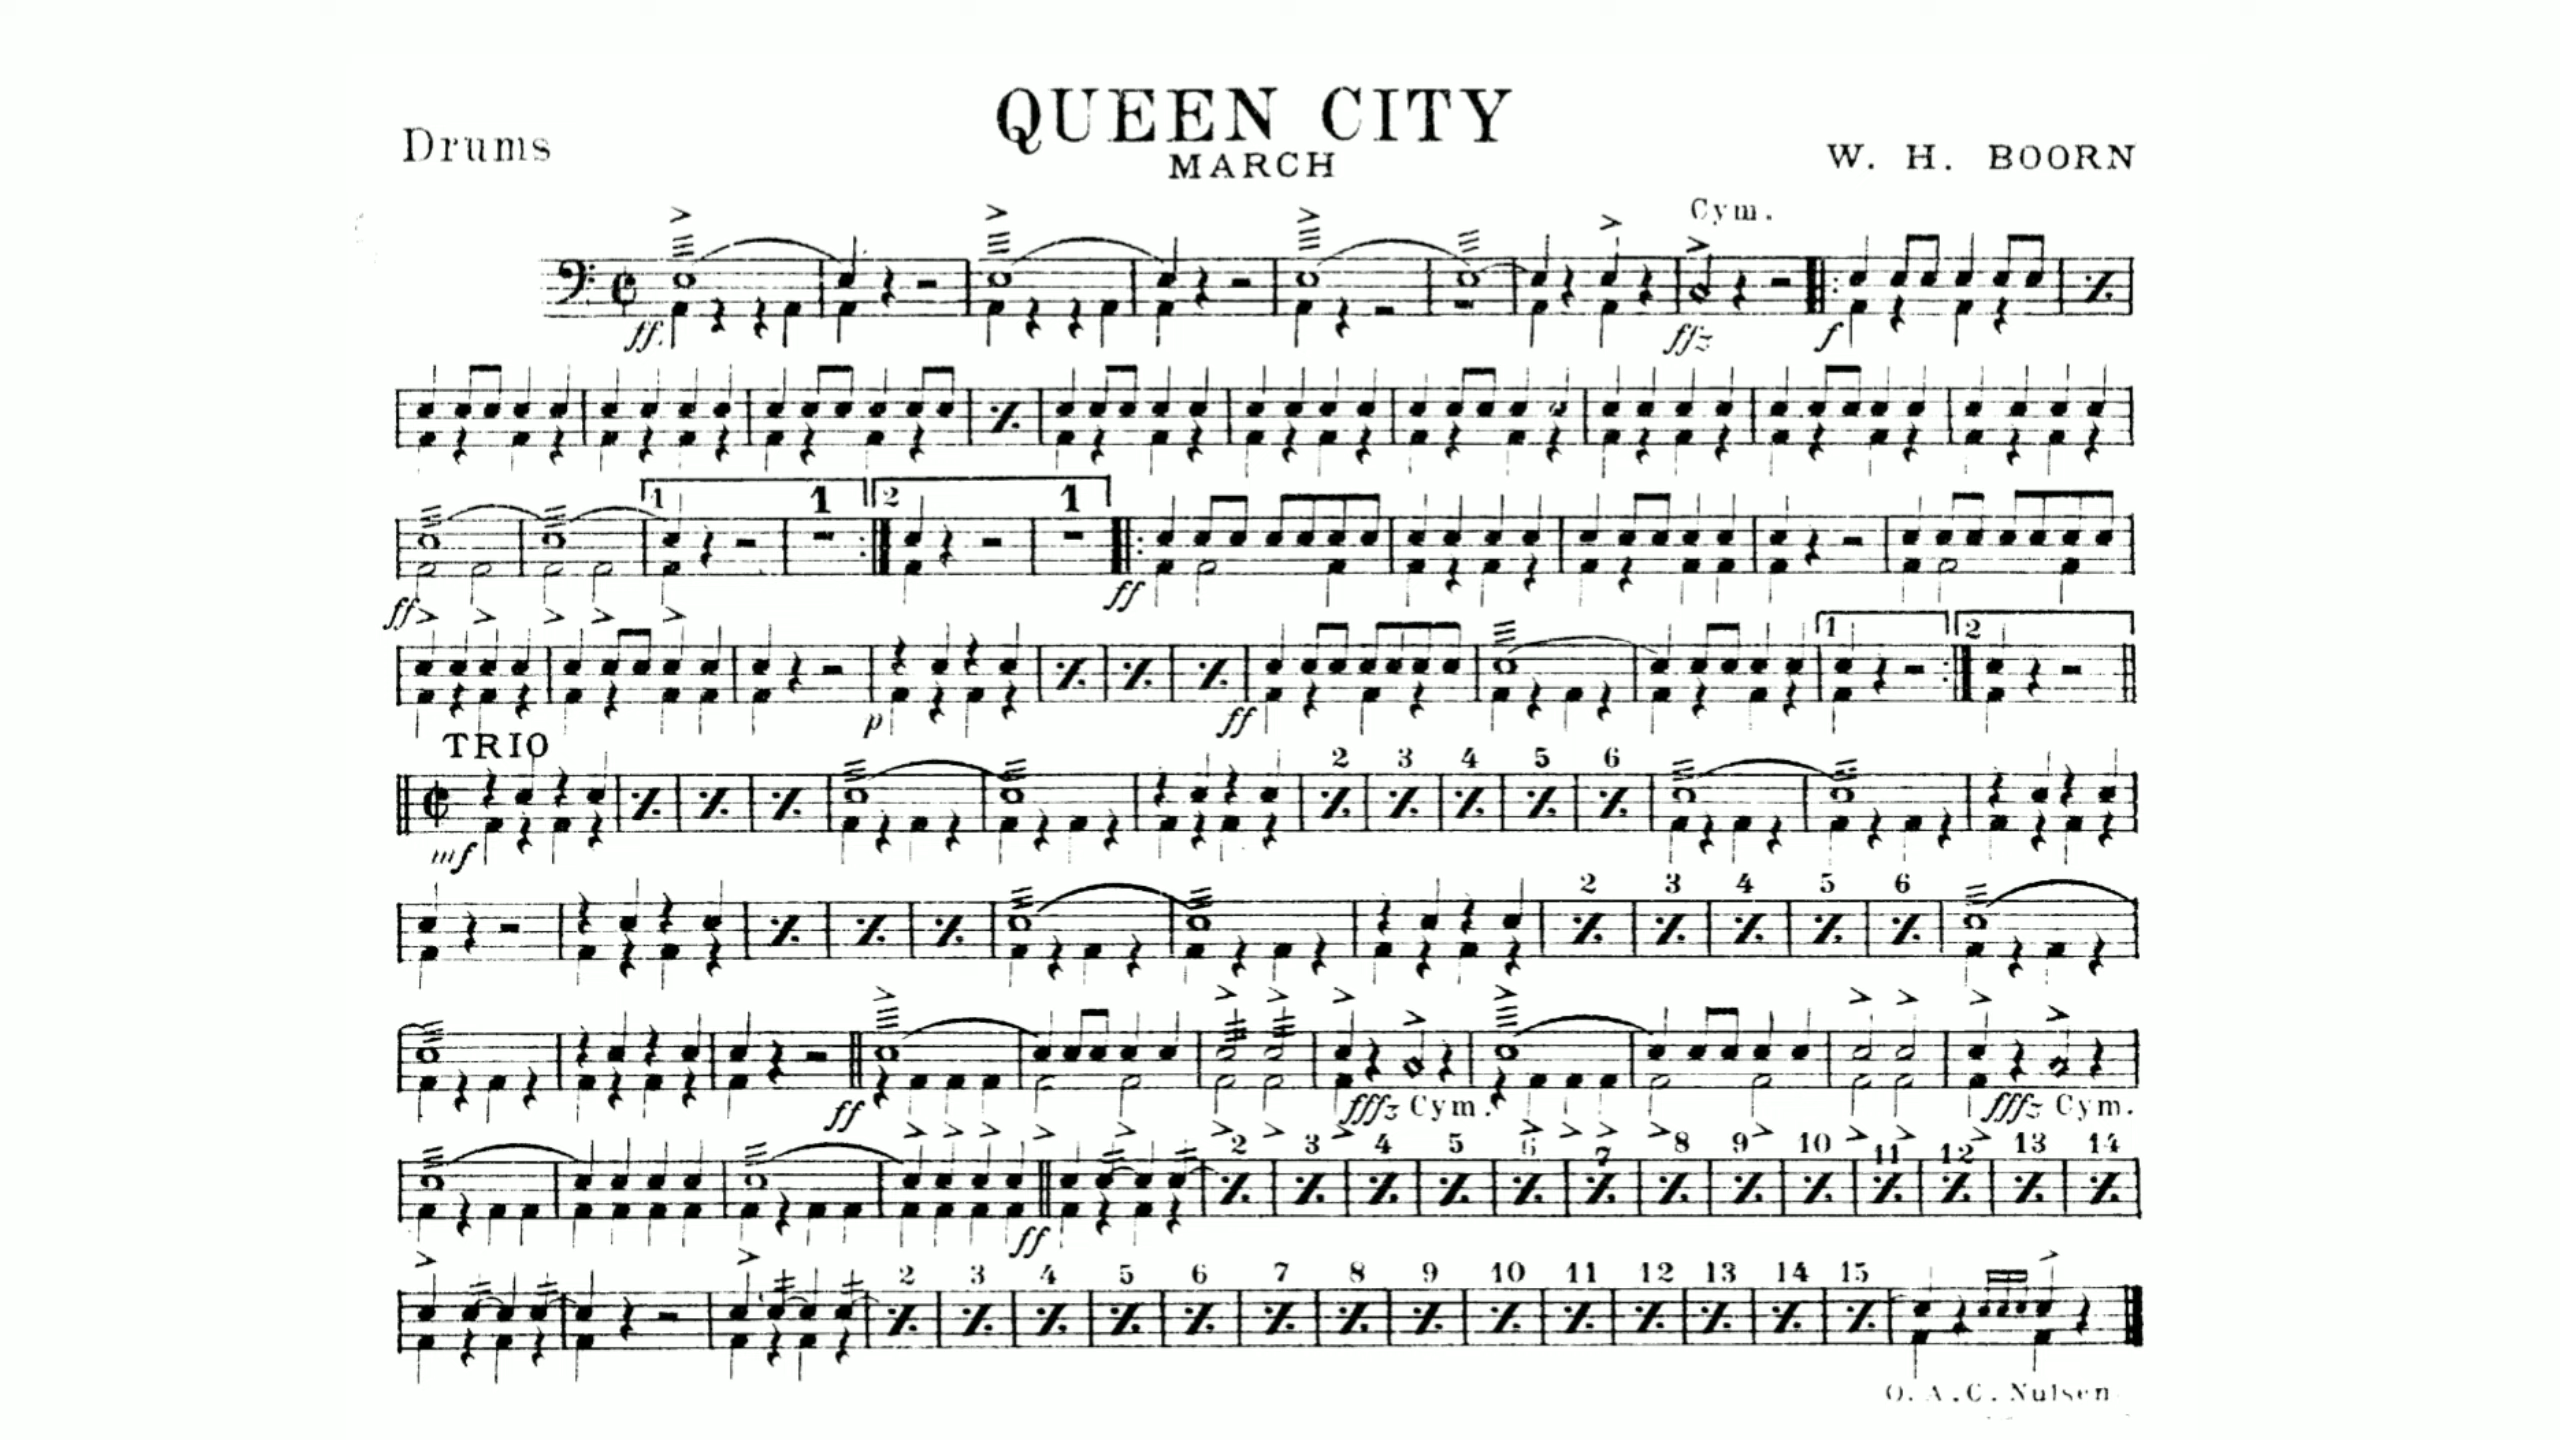 QUEEN CITY
Drums
MARCH
W. H. BOORN
Cym.
ff. ffz f
1 1 2 1
ff ff
1 2
p ff
TRIO
2 3 4 5 6
mf
2 3 4 5 6
ff fffz Cym. fffz Cym.
2 3 4 5 6 7 8 9 10 11 12 13 14
ff
2 3 4 5 6 7 8 9 10 11 12 13 14 15
O. A. C. Nulsen